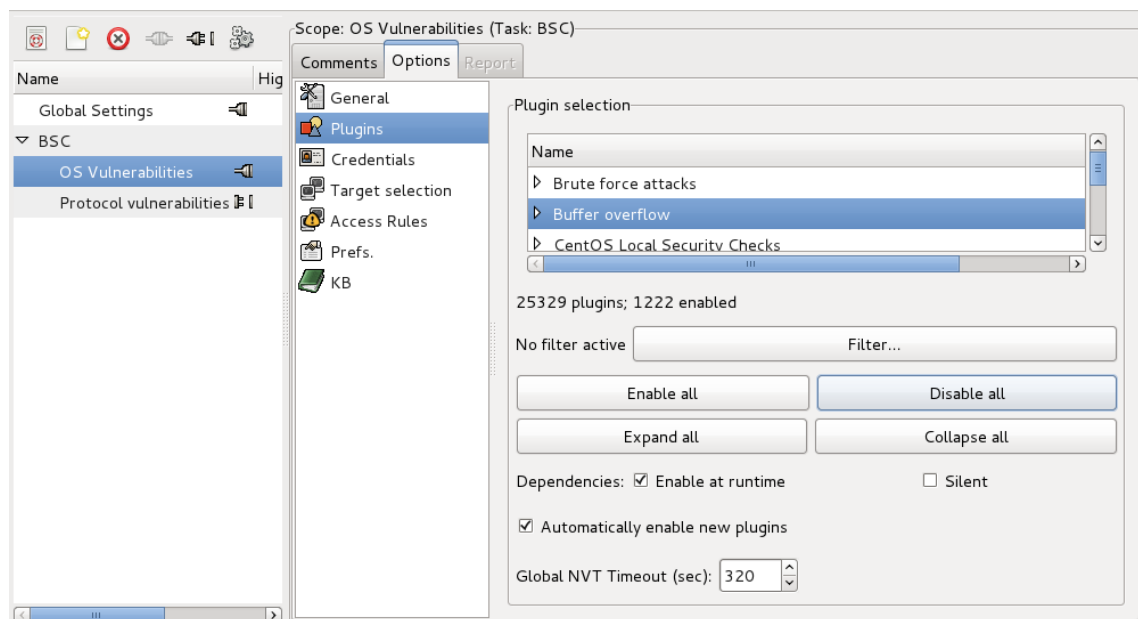 Scope: OS Vulnerabilities (Task: BSC)
Comments Options Report
Name Hig
Global Settings
BSC
OS Vulnerabilities
Protocol vulnerabilities
General
Plugins
Credentials
Target selection
Access Rules
Prefs.
KB
Plugin selection
Name
Brute force attacks
Buffer overflow
CentOS Local Security Checks
25329 plugins; 1222 enabled
No filter active Filter...
Enable all Disable all
Expand all Collapse all
Dependencies: Enable at runtime Silent
Automatically enable new plugins
Global NVT Timeout (sec): 320